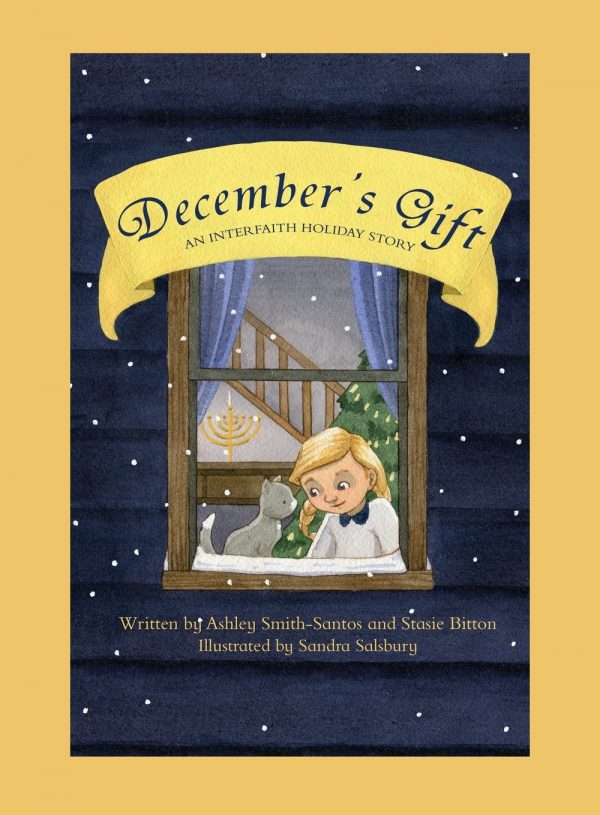 December's Gift
AN INTERFAITH HOLIDAY STORY
Written by Ashley Smith-Santos and Stasie Bitton
Illustrated by Sandra Salsbury